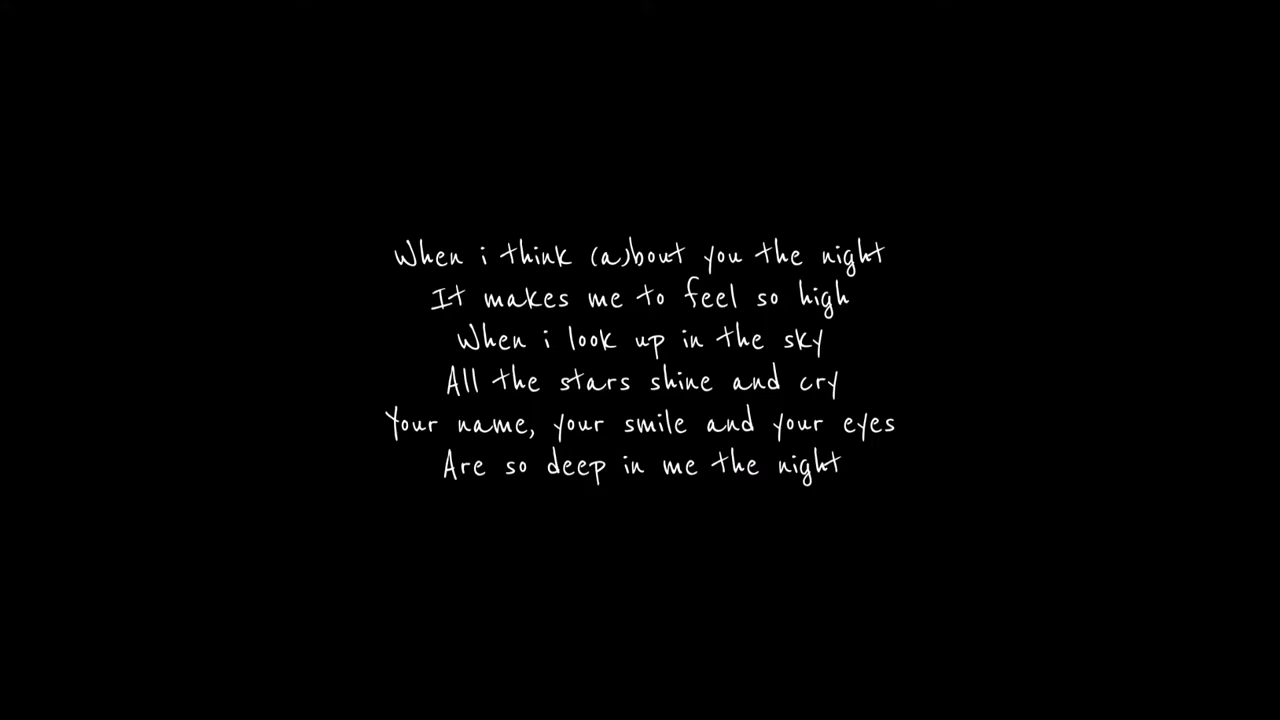 When i think (a)bout you the night
It makes me to feel so high
When i look up in the sky
All the stars shine and cry
Your name, your smile and your eyes
Are so deep in me the night